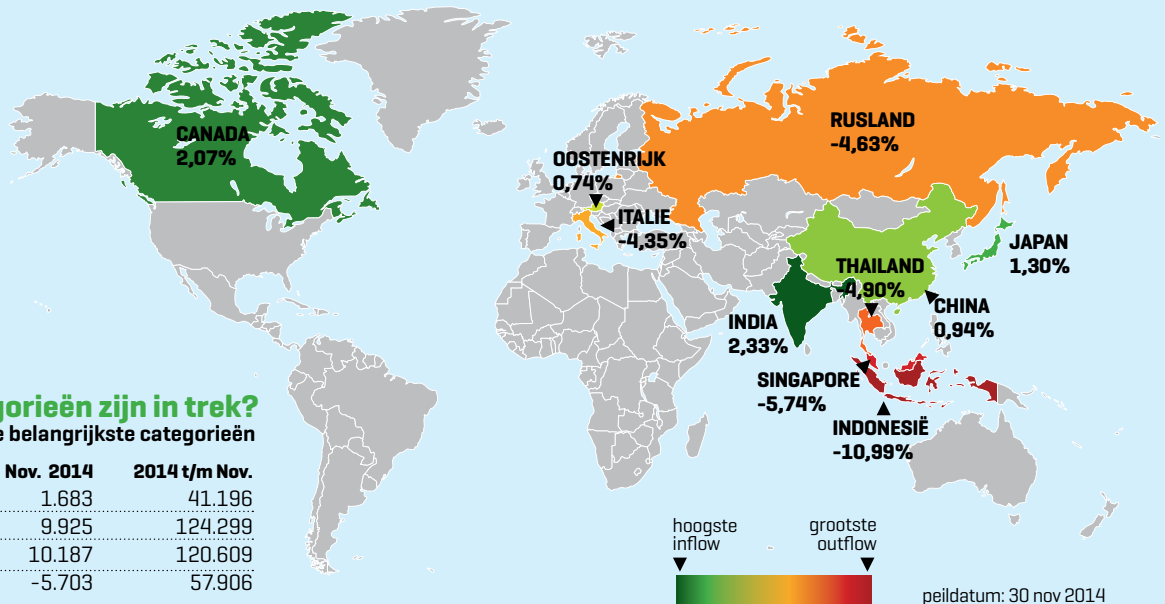 CANADA
2,07%
OOSTENRIJK
0,74%
ITALIE
-4,35%
RUSLAND
-4,63%
JAPAN
1,30%
THAILAND
-4,90%
CHINA
0,94%
INDIA
2,33%
SINGAPORE
-5,74%
INDONESIË
-10,99%
gorieën zijn in trek?
e belangrijkste categorieën
Nov. 2014 2014 t/m Nov.
1.683 41.196
9.925 124.299
10.187 120.609
-5.703 57.906
hoogste
inflow
grootste
outflow
peildatum: 30 nov 2014